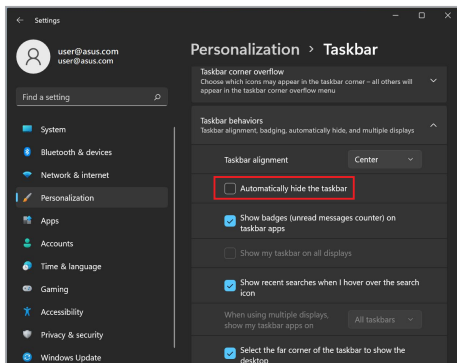 Settings
user@asus.com
user@asus.com
Find a setting
System
Bluetooth & devices
Network & internet
Personalization
Apps
Accounts
Time & language
Gaming
Accessibility
Privacy & security
Windows Update
Personalization > Taskbar
Taskbar corner overflow
Choose which icons may appear in the taskbar corner – all others will
appear in the taskbar corner overflow menu
Taskbar behaviors
Taskbar alignment, badging, automatically hide, and multiple displays
Taskbar alignment
Center
Automatically hide the taskbar
Show badges (unread messages counter) on
taskbar apps
Show my taskbar on all displays
Show recent searches when I hover over the search
icon
When using multiple displays,
show my taskbar apps on
All taskbars
Select the far corner of the taskbar to show the
desktop